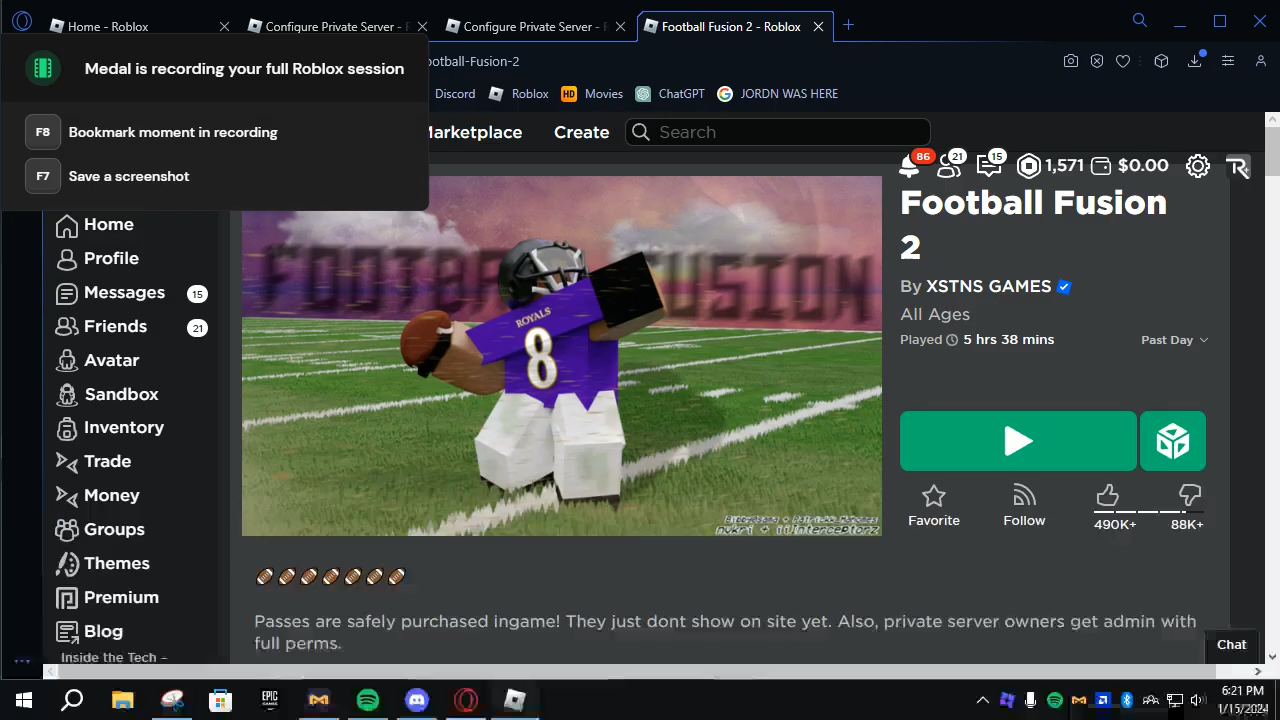 Home - Roblox
Configure Private Server - F
Configure Private Server - F
Football Fusion 2 - Roblox
Medal is recording your full Roblox session
F8 Bookmark moment in recording
F7 Save a screenshot
ootball-Fusion-2
Discord
Roblox
HD Movies
ChatGPT
JORDN WAS HERE
Marketplace
Create
Search
86
21
15
1,571
$0.00
Home
Profile
Messages 15
Friends 21
Avatar
Sandbox
Inventory
Trade
Money
Groups
Themes
Premium
Blog
Inside the Tech –
FOOTBALL FUSION
ROYALS
8
Football Fusion
2
By XSTNS GAMES
All Ages
Played 5 hrs 38 mins
Past Day
Favorite
Follow
490K+
88K+
🏈🏈🏈🏈🏈🏈🏈
Passes are safely purchased ingame! They just dont show on site yet. Also, private server owners get admin with
full perms.
Chat
EPIC
GAMES
6:21 PM
1/15/2024